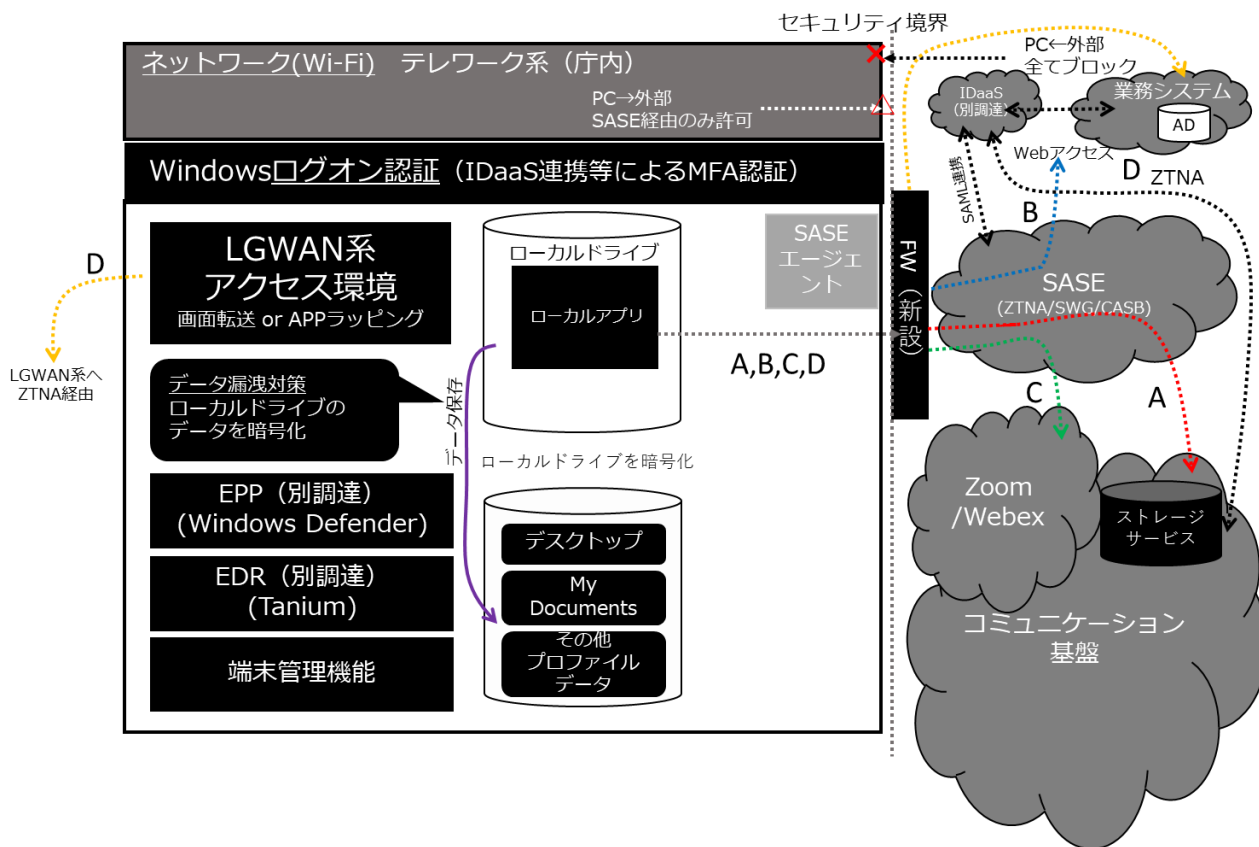 セキュリティ境界
ネットワーク(Wi-Fi)　テレワーク系（庁内）
PC→外部
SASE経由のみ許可
PC←外部
全てブロック
IDaaS
（別調達）
業務システム
AD
Windowsログオン認証（IDaaS連携等によるMFA認証）
Webアクセス
D
ZTNA
SAML連携
B
LGWAN系
アクセス環境
画面転送 or APPラッピング
D
LGWAN系へ
ZTNA経由
ローカルドライブ
ローカルアプリ
SASE
エージェ
ント
FW（新設）
SASE
(ZTNA/SWG/CASB)
A,B,C,D
データ漏洩対策
ローカルドライブの
データを暗号化
データ保存
C
A
ローカルドライブを暗号化
EPP（別調達）
(Windows Defender)
EDR（別調達）
(Tanium)
端末管理機能
デスクトップ
My
Documents
その他
プロファイル
データ
Zoom
/Webex
ストレージ
サービス
コミュニケーション
基盤